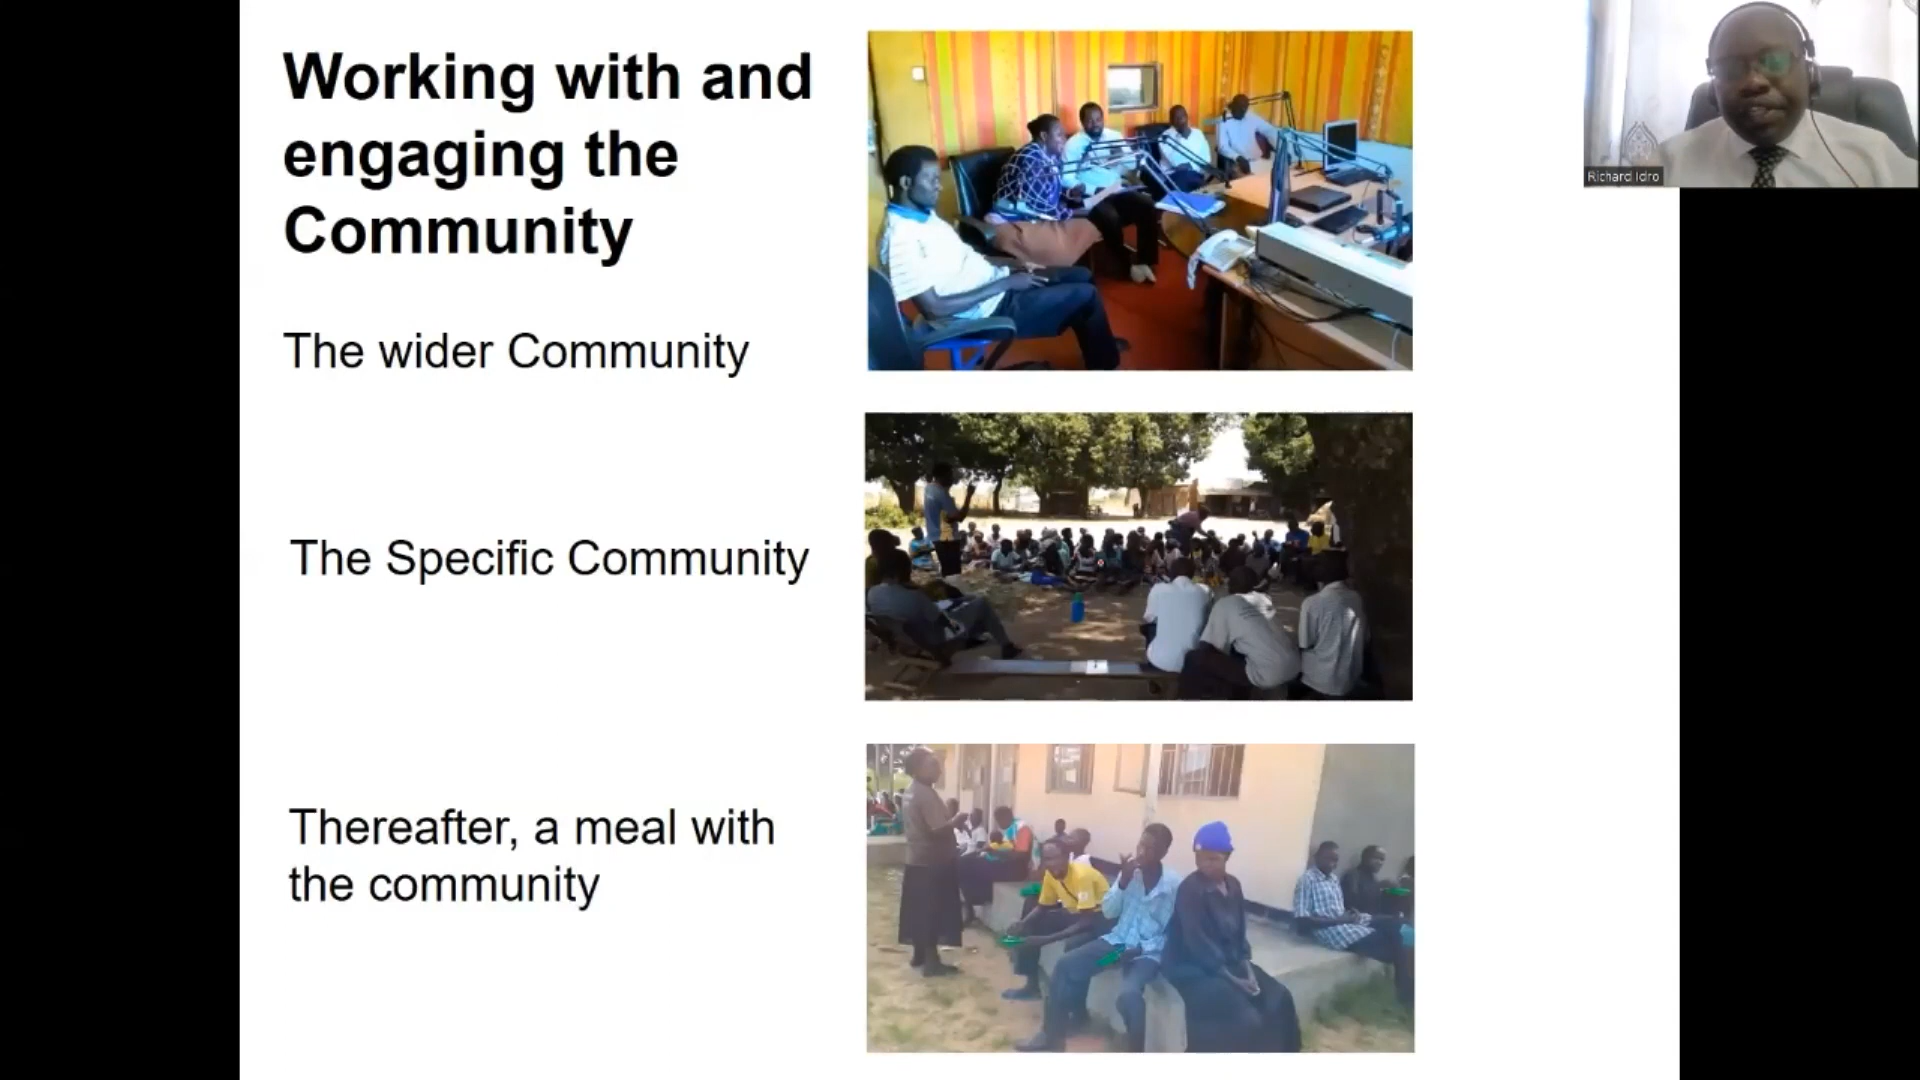 Working with and
engaging the
Community
The wider Community
The Specific Community
Thereafter, a meal with
the community
Richard Idro